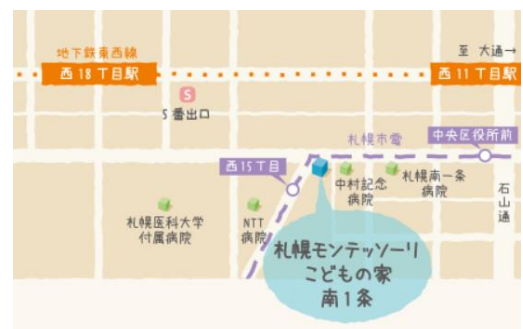 地下鉄東西線
西18丁目駅
至 大通→
西11丁目駅
S
5番出口
札幌市電
中央区役所前
西15丁目
中村記念
病院
札幌南一条
病院
石山通
札幌医科大学
付属病院
NTT
病院
札幌モンテッソーリ
こどもの家
南1条